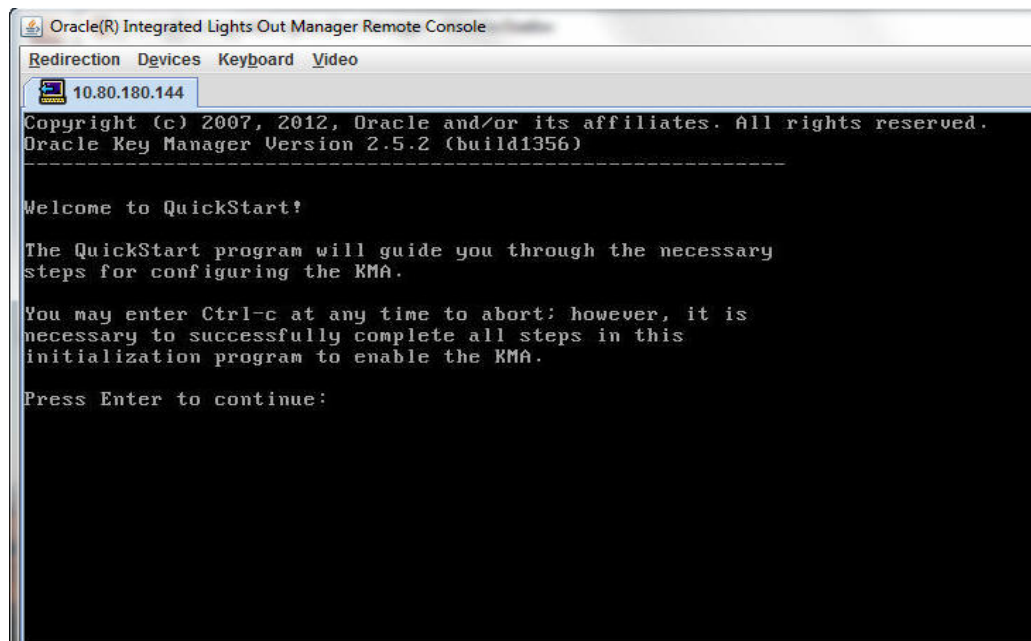 Oracle(R) Integrated Lights Out Manager Remote Console
Redirection Devices Keyboard Video
10.80.180.144
Copyright (c) 2007, 2012, Oracle and/or its affiliates. All rights reserved.
Oracle Key Manager Version 2.5.2 (build1356)
---------------------------------------------------------------
Welcome to QuickStart!
The QuickStart program will guide you through the necessary
steps for configuring the KMA.
You may enter Ctrl-c at any time to abort; however, it is
necessary to successfully complete all steps in this
initialization program to enable the KMA.
Press Enter to continue: